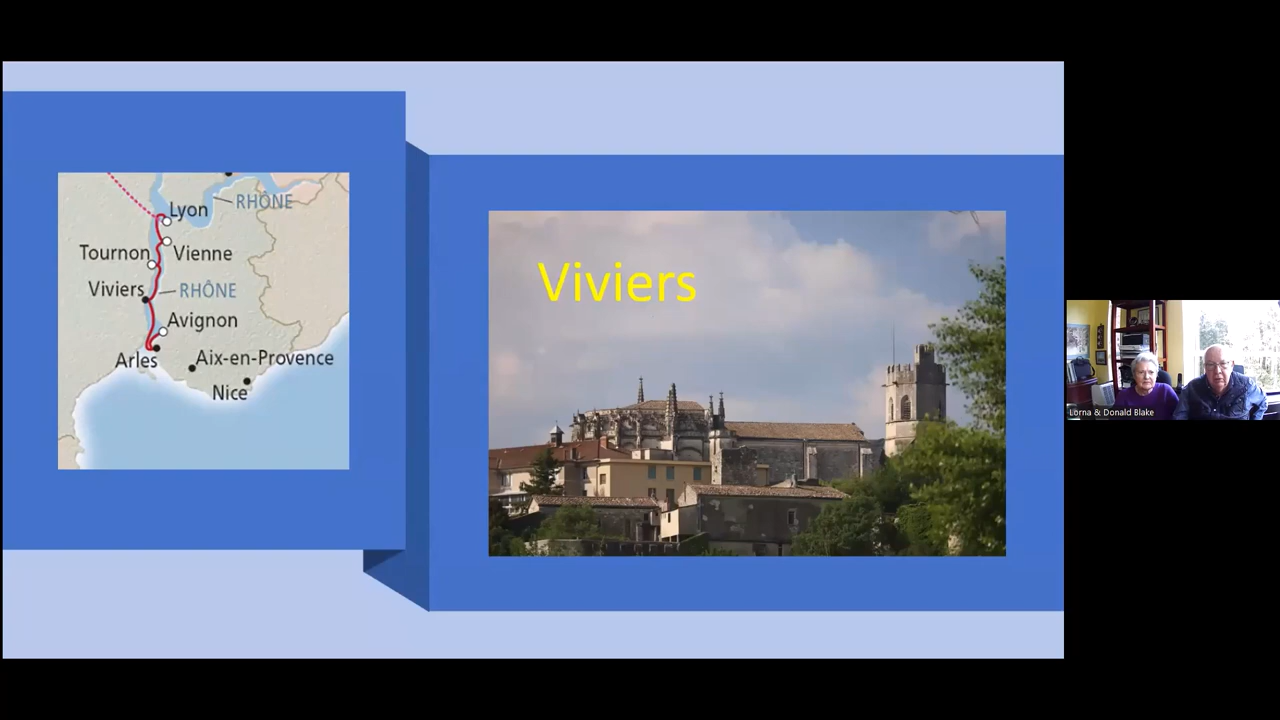 Lyon
RHÔNE
Tournon
Vienne
Viviers
RHÔNE
Avignon
Arles
Aix-en-Provence
Nice
Viviers
Lorna & Donald Blake